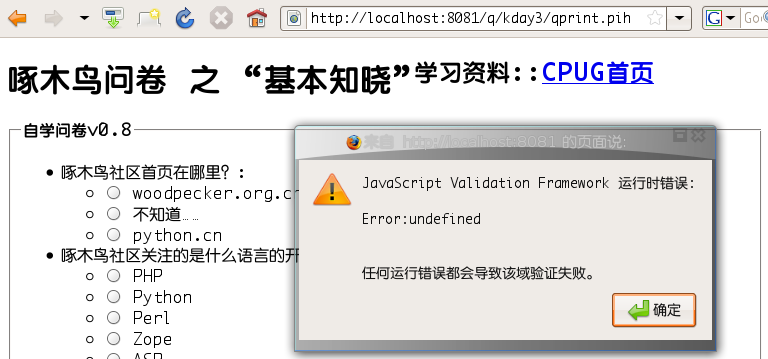 http://localhost:8081/q/kday3/qprint.pih
啄木鸟问卷 之 “基本知晓”学习资料::CPUG首页
自学问卷v0.8
来自 http://localhost:8081 的页面说:
啄木鸟社区首页在哪里？:
woodpecker.org.cn
不知道……
python.cn
啄木鸟社区关注的是什么语言的开
PHP
Python
Perl
Zope
JavaScript Validation Framework 运行时错误:
Error:undefined
任何运行错误都会导致该域验证失败。
确定